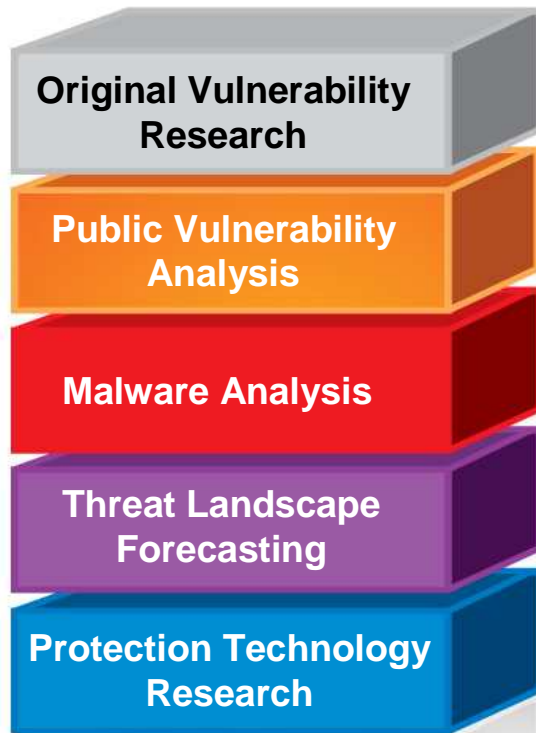 Original Vulnerability
Research
Public Vulnerability
Analysis
Malware Analysis
Threat Landscape
Forecasting
Protection Technology
Research